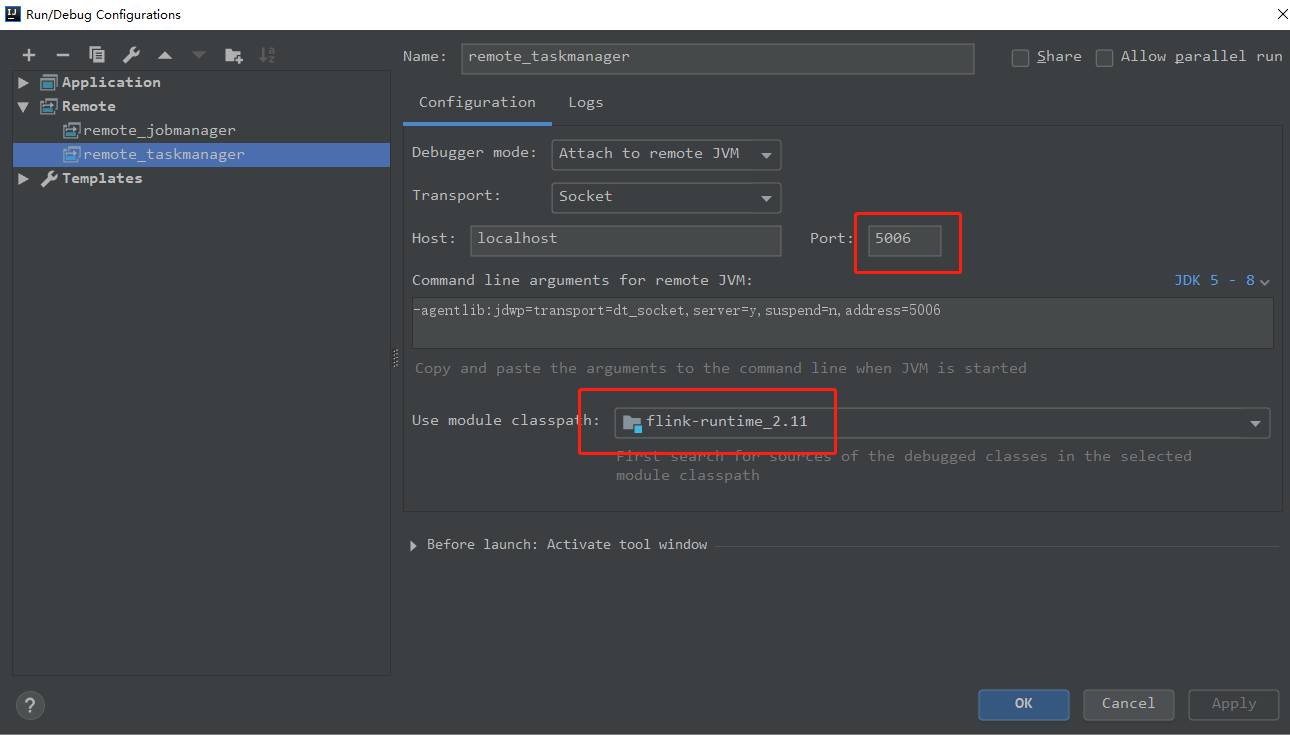 Run/Debug Configurations
Application
Remote
remote_jobmanager
remote_taskmanager
Templates
Name: remote_taskmanager Share Allow parallel run
Configuration Logs
Debugger mode: Attach to remote JVM
Transport: Socket
Host: localhost Port: 5006
Command line arguments for remote JVM: JDK 5 - 8
-agentlib:jdwp=transport=dt_socket,server=y,suspend=n,address=5006
Copy and paste the arguments to the command line when JVM is started
Use module classpath: flink-runtime_2.11
First search for sources of the debugged classes in the selected
module classpath
Before launch: Activate tool window
? OK Cancel Apply